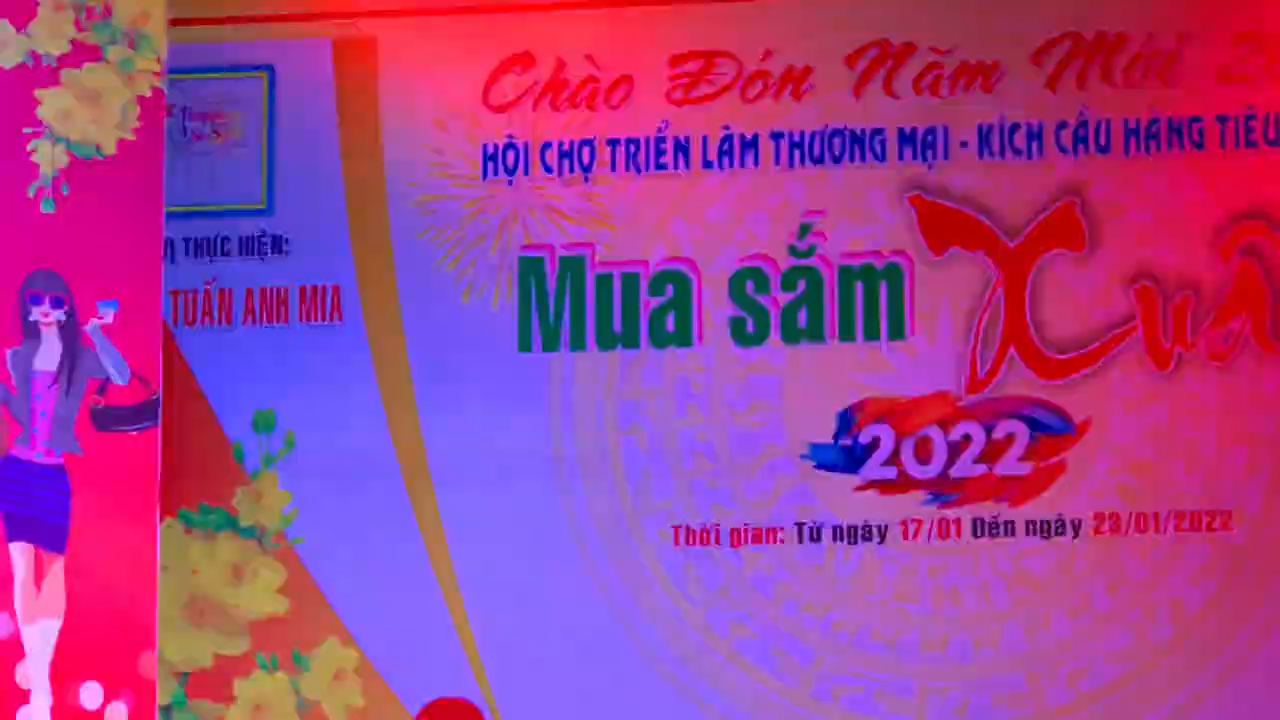 Chào Đón Năm Mới
HỘI CHỢ TRIỂN LÃM THƯƠNG MẠI - KÍCH CẦU HÀNG TIÊU
Mua sắm Xuâ
2022
Thời gian: Từ ngày 17/01 Đến ngày 23/01/2022
THỰC HIỆN:
TUẤN ANH MIA